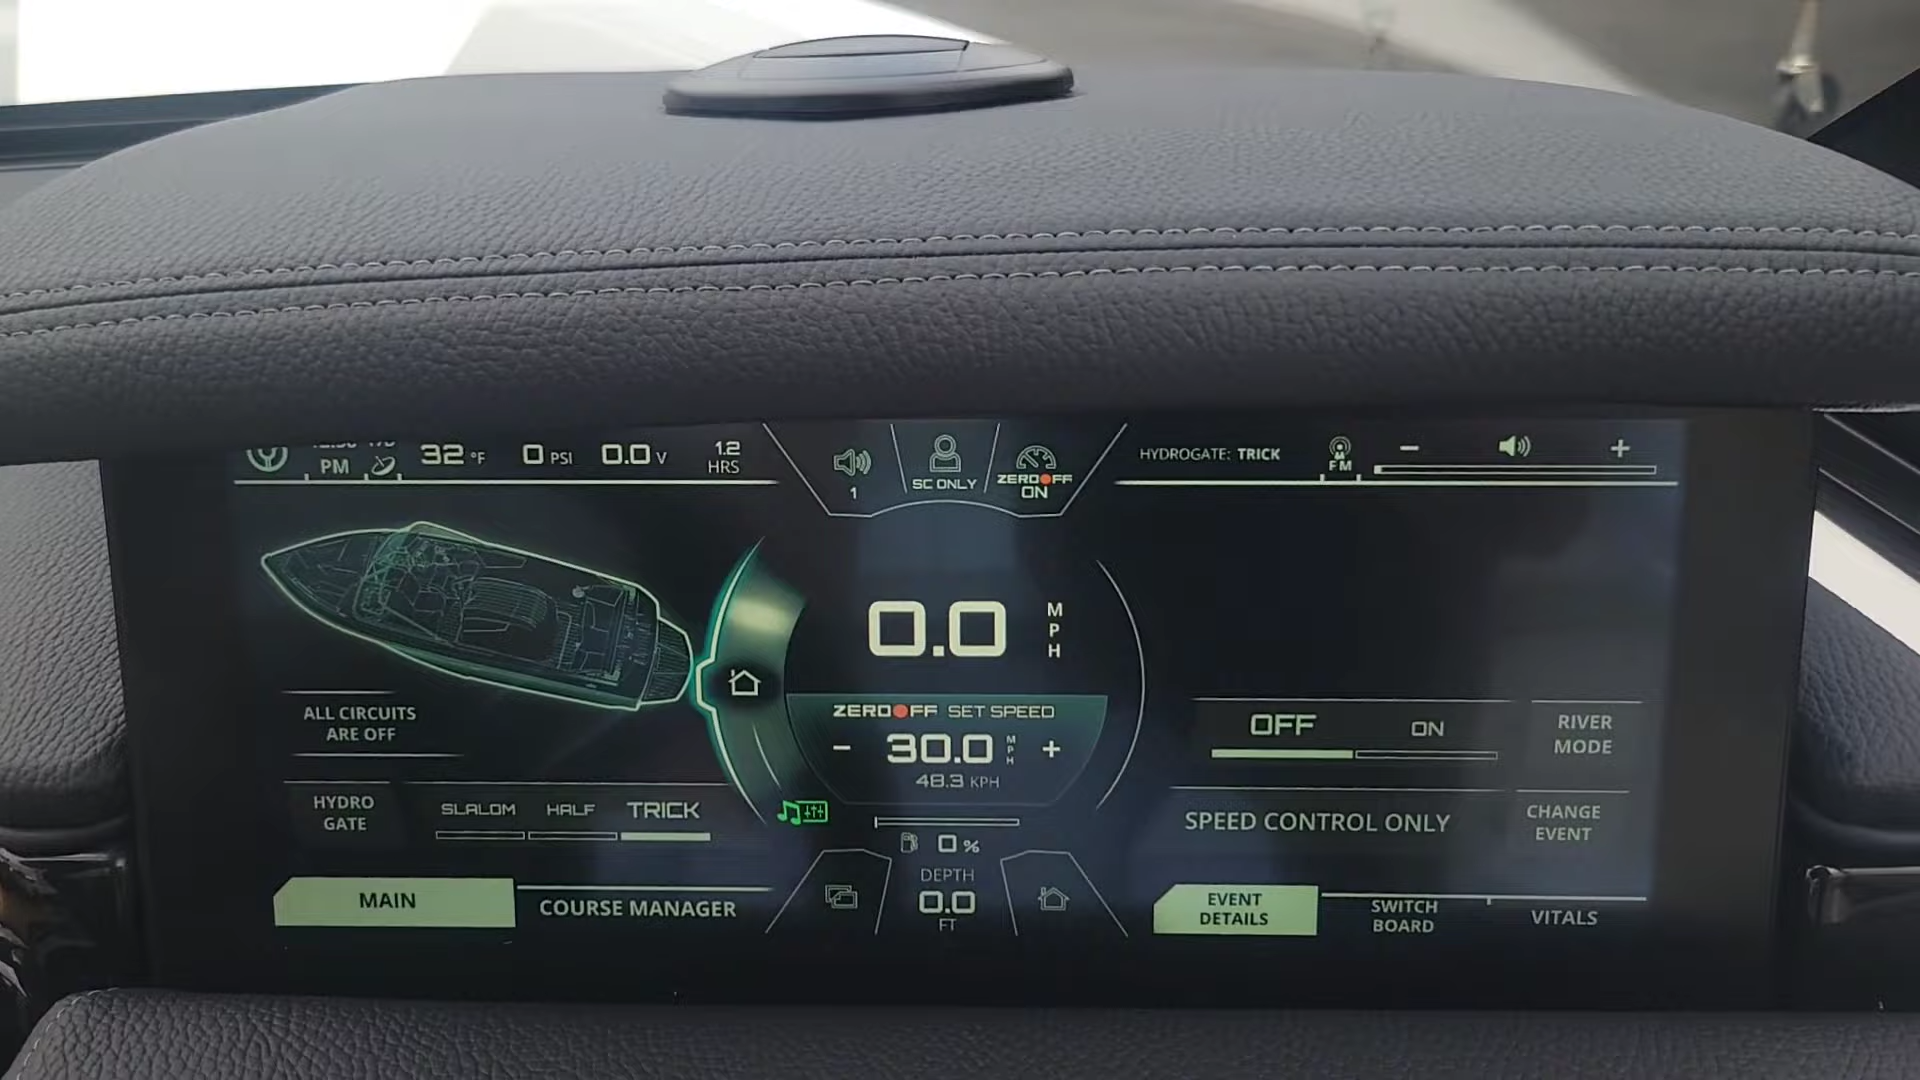 PM
32 °F
0 PSI
0.0 V
1.2
HRS
1
SC ONLY
ZEROOFF
ON
HYDROGATE: TRICK
FM
− +
0.0 MPH
ALL CIRCUITS
ARE OFF
ZEROOFF SET SPEED
− 30.0 MPH +
48.3 KPH
OFF ON
RIVER
MODE
HYDRO
GATE
SLALOM HALF TRICK
SPEED CONTROL ONLY
CHANGE
EVENT
0 %
DEPTH
0.0
FT
MAIN
COURSE MANAGER
EVENT
DETAILS
SWITCH
BOARD
VITALS